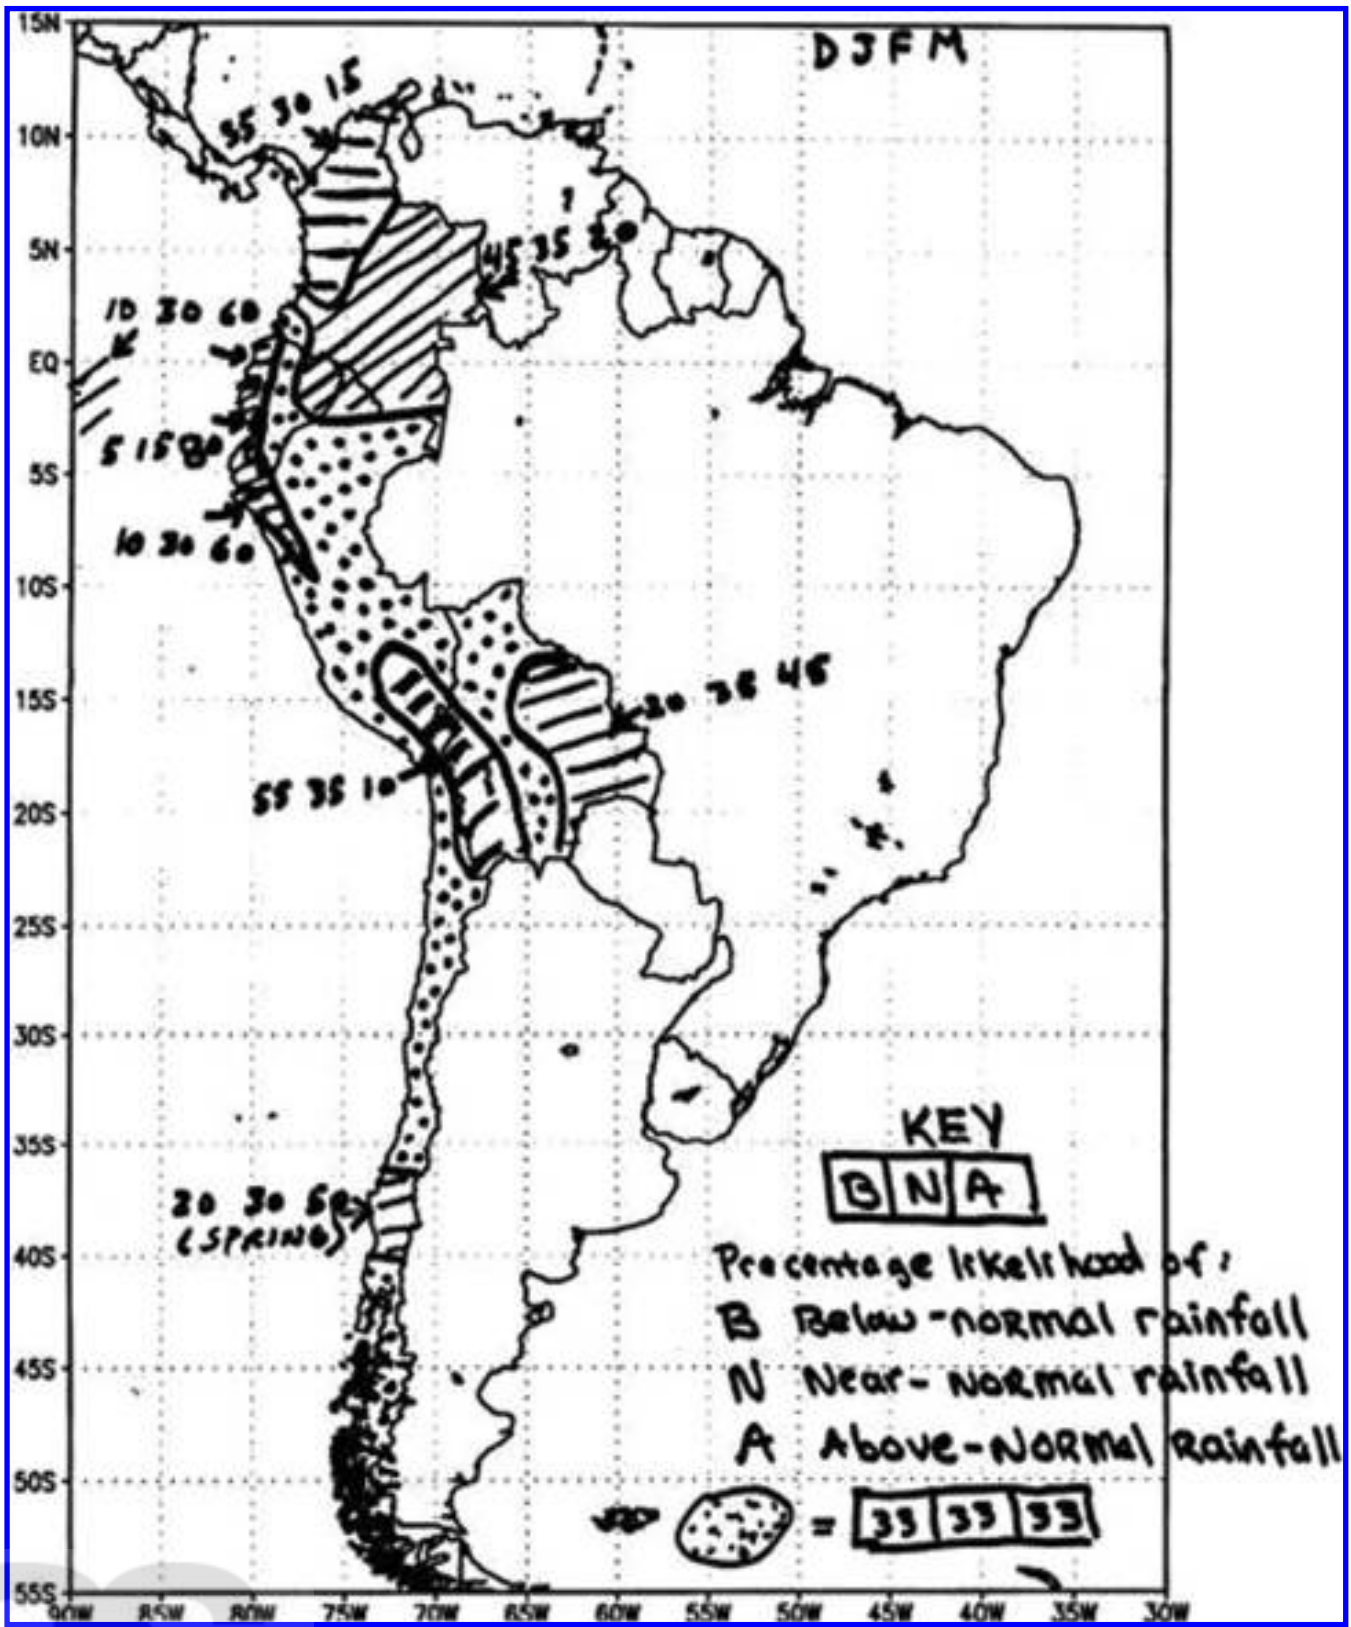 15N
DJFM
55 30 15
10N
?
5N
45 35 20
10 30 60
EQ
5 15 80
5S
10 30 60
10S
20 35 45
15S
55 35 10
20S
25S
30S
35S
KEY
B N A
20 30 50
(SPRING)
40S
Precentage likelihood of:
B Below-normal rainfall
45S
N Near-normal rainfall
A Above-normal rainfall
50S
= 33 33 33
55S
90W 85W 80W 75W 70W 65W 60W 55W 50W 45W 40W 35W 30W